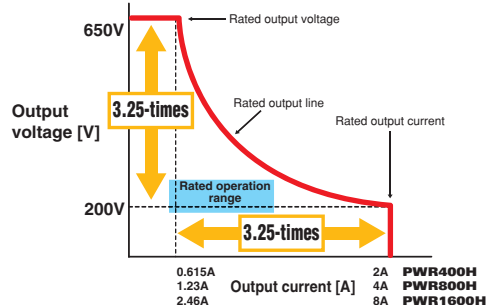 Rated output voltage
650V
3.25-times
Output
voltage [V]
Rated output line
Rated output current
Rated operation
range
200V
3.25-times
0.615A 2A PWR400H
1.23A Output current [A] 4A PWR800H
2.46A 8A PWR1600H